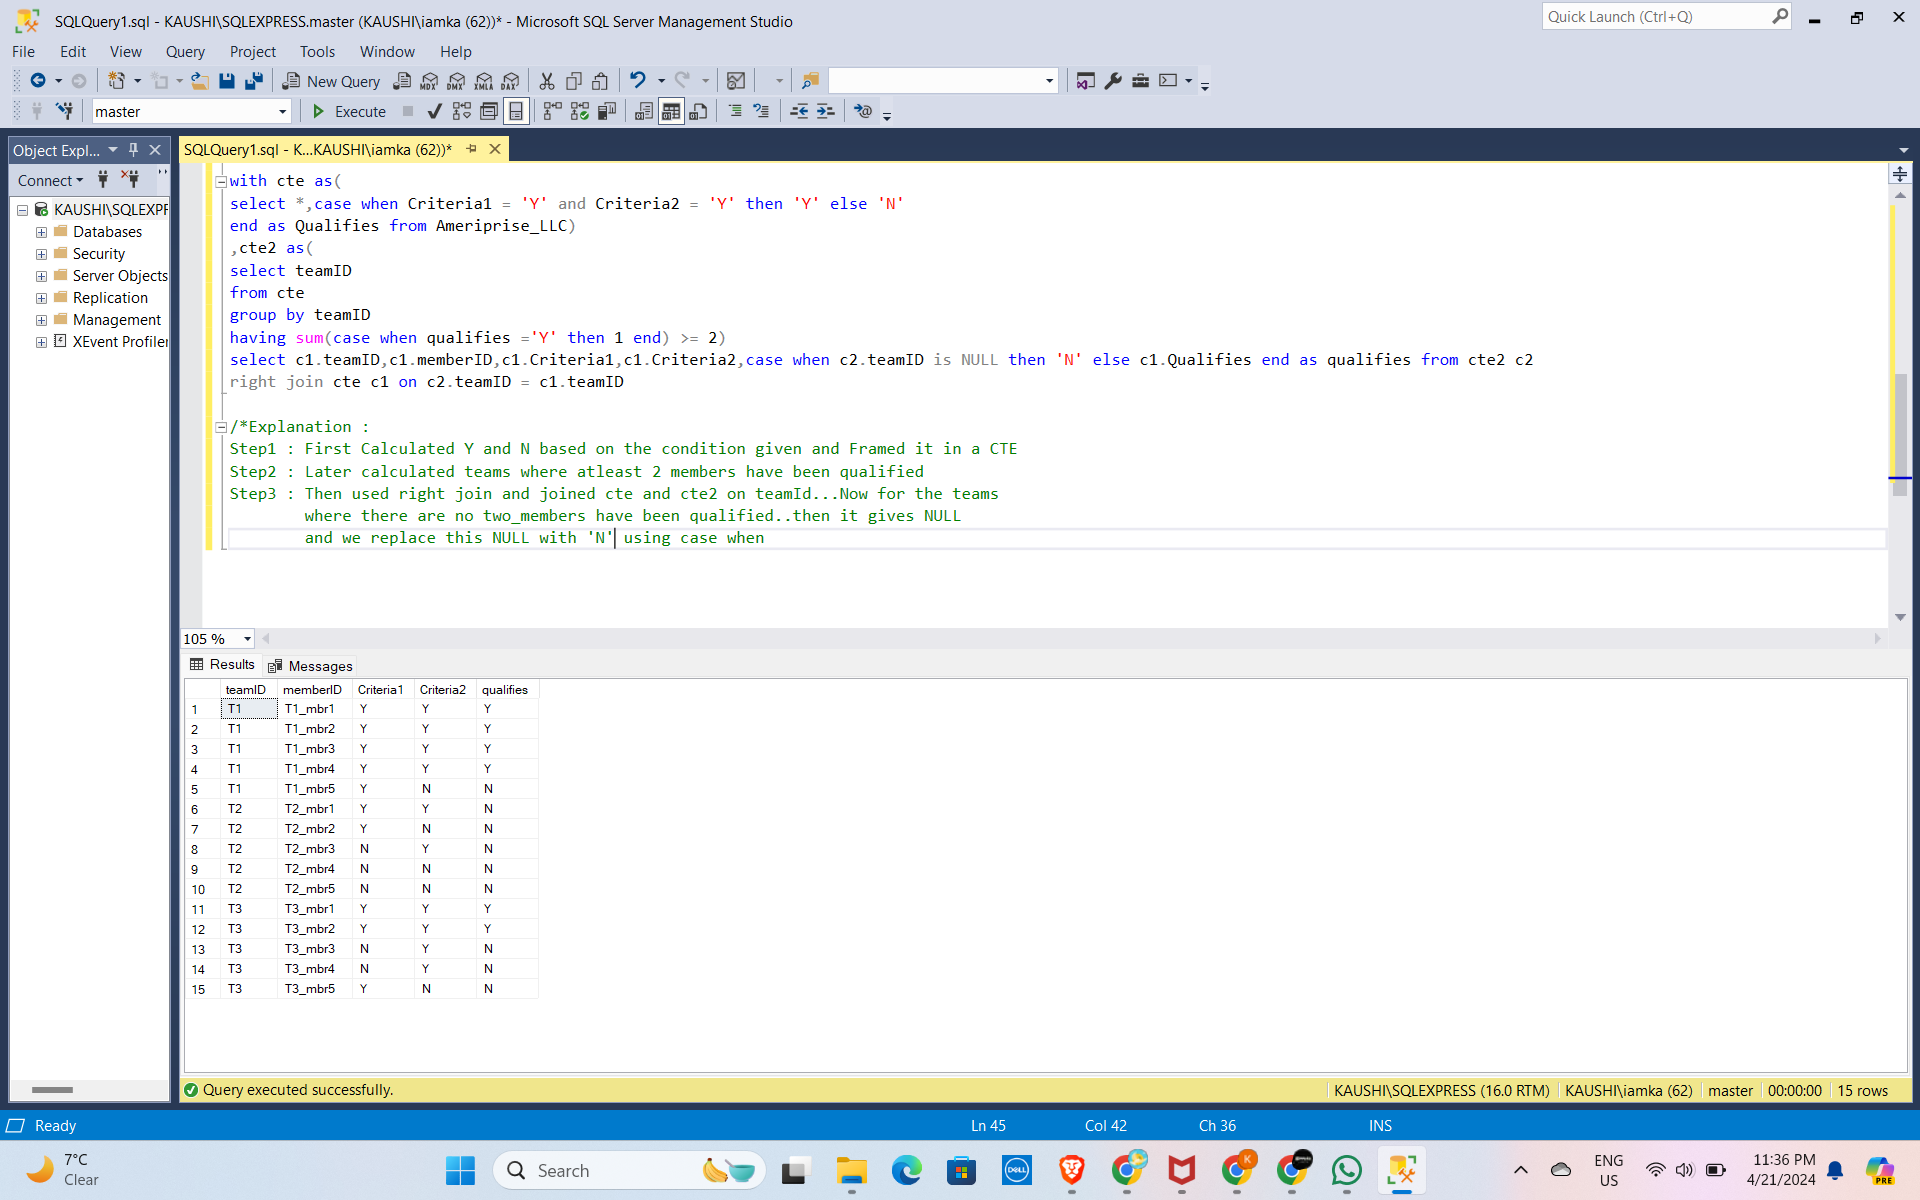 SQLQuery1.sql - KAUSHI\SQLEXPRESS.master (KAUSHI\iamka (62))* - Microsoft SQL Server Management Studio
Quick Launch (Ctrl+Q)
File Edit View Query Project Tools Window Help
New Query MDX DMX XMLA DAX
master Execute
Object Expl...
SQLQuery1.sql - K...KAUSHI\iamka (62))*
Connect
KAUSHI\SQLEXPF
Databases
Security
Server Objects
Replication
Management
XEvent Profiler
with cte as(
select *,case when Criteria1 = 'Y' and Criteria2 = 'Y' then 'Y' else 'N'
end as Qualifies from Ameriprise_LLC)
,cte2 as(
select teamID
from cte
group by teamID
having sum(case when qualifies ='Y' then 1 end) >= 2)
select c1.teamID,c1.memberID,c1.Criteria1,c1.Criteria2,case when c2.teamID is NULL then 'N' else c1.Qualifies end as qualifies from cte2 c2
right join cte c1 on c2.teamID = c1.teamID
/*Explanation :
Step1 : First Calculated Y and N based on the condition given and Framed it in a CTE
Step2 : Later calculated teams where atleast 2 members have been qualified
Step3 : Then used right join and joined cte and cte2 on teamId...Now for the teams
where there are no two_members have been qualified..then it gives NULL
and we replace this NULL with 'N' using case when
105 %
Results Messages
teamID memberID Criteria1 Criteria2 qualifies
1 T1 T1_mbr1 Y Y Y
2 T1 T1_mbr2 Y Y Y
3 T1 T1_mbr3 Y Y Y
4 T1 T1_mbr4 Y Y Y
5 T1 T1_mbr5 Y N N
6 T2 T2_mbr1 Y Y N
7 T2 T2_mbr2 Y N N
8 T2 T2_mbr3 N Y N
9 T2 T2_mbr4 N N N
10 T2 T2_mbr5 N N N
11 T3 T3_mbr1 Y Y Y
12 T3 T3_mbr2 Y Y Y
13 T3 T3_mbr3 N Y N
14 T3 T3_mbr4 N Y N
15 T3 T3_mbr5 Y N N
Query executed successfully.
KAUSHI\SQLEXPRESS (16.0 RTM) KAUSHI\iamka (62) master 00:00:00 15 rows
Ready Ln 45 Col 42 Ch 36 INS
7°C
Clear
Search
DELL
K
ENG
US
11:36 PM
4/21/2024
PRE